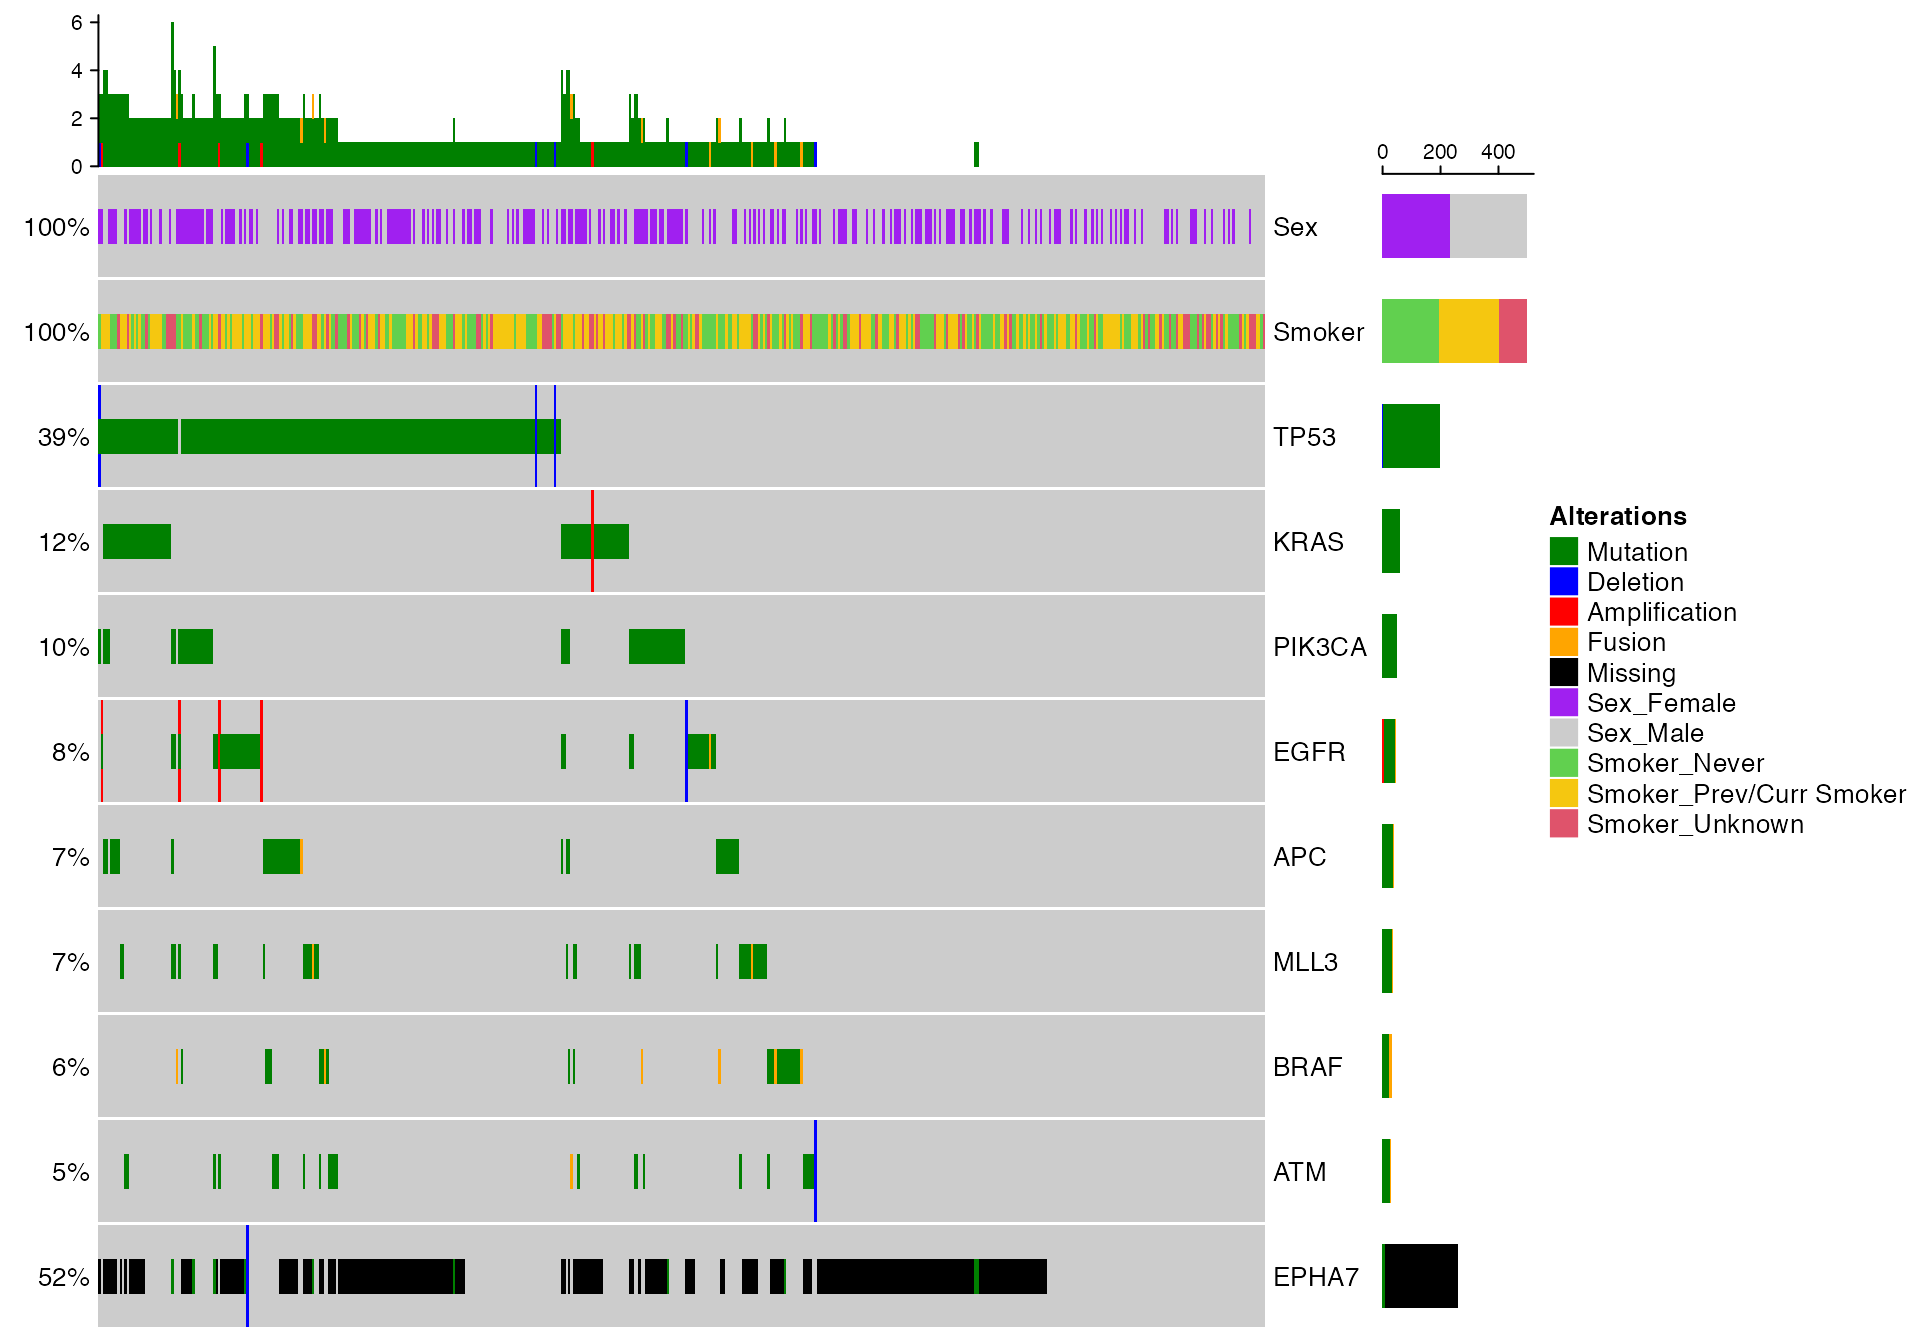 6
4
2
0
0 200 400
100% Sex
100% Smoker
39% TP53
12% KRAS
10% PIK3CA
8% EGFR
7% APC
7% MLL3
6% BRAF
5% ATM
52% EPHA7
Alterations
Mutation
Deletion
Amplification
Fusion
Missing
Sex_Female
Sex_Male
Smoker_Never
Smoker_Prev/Curr Smoker
Smoker_Unknown